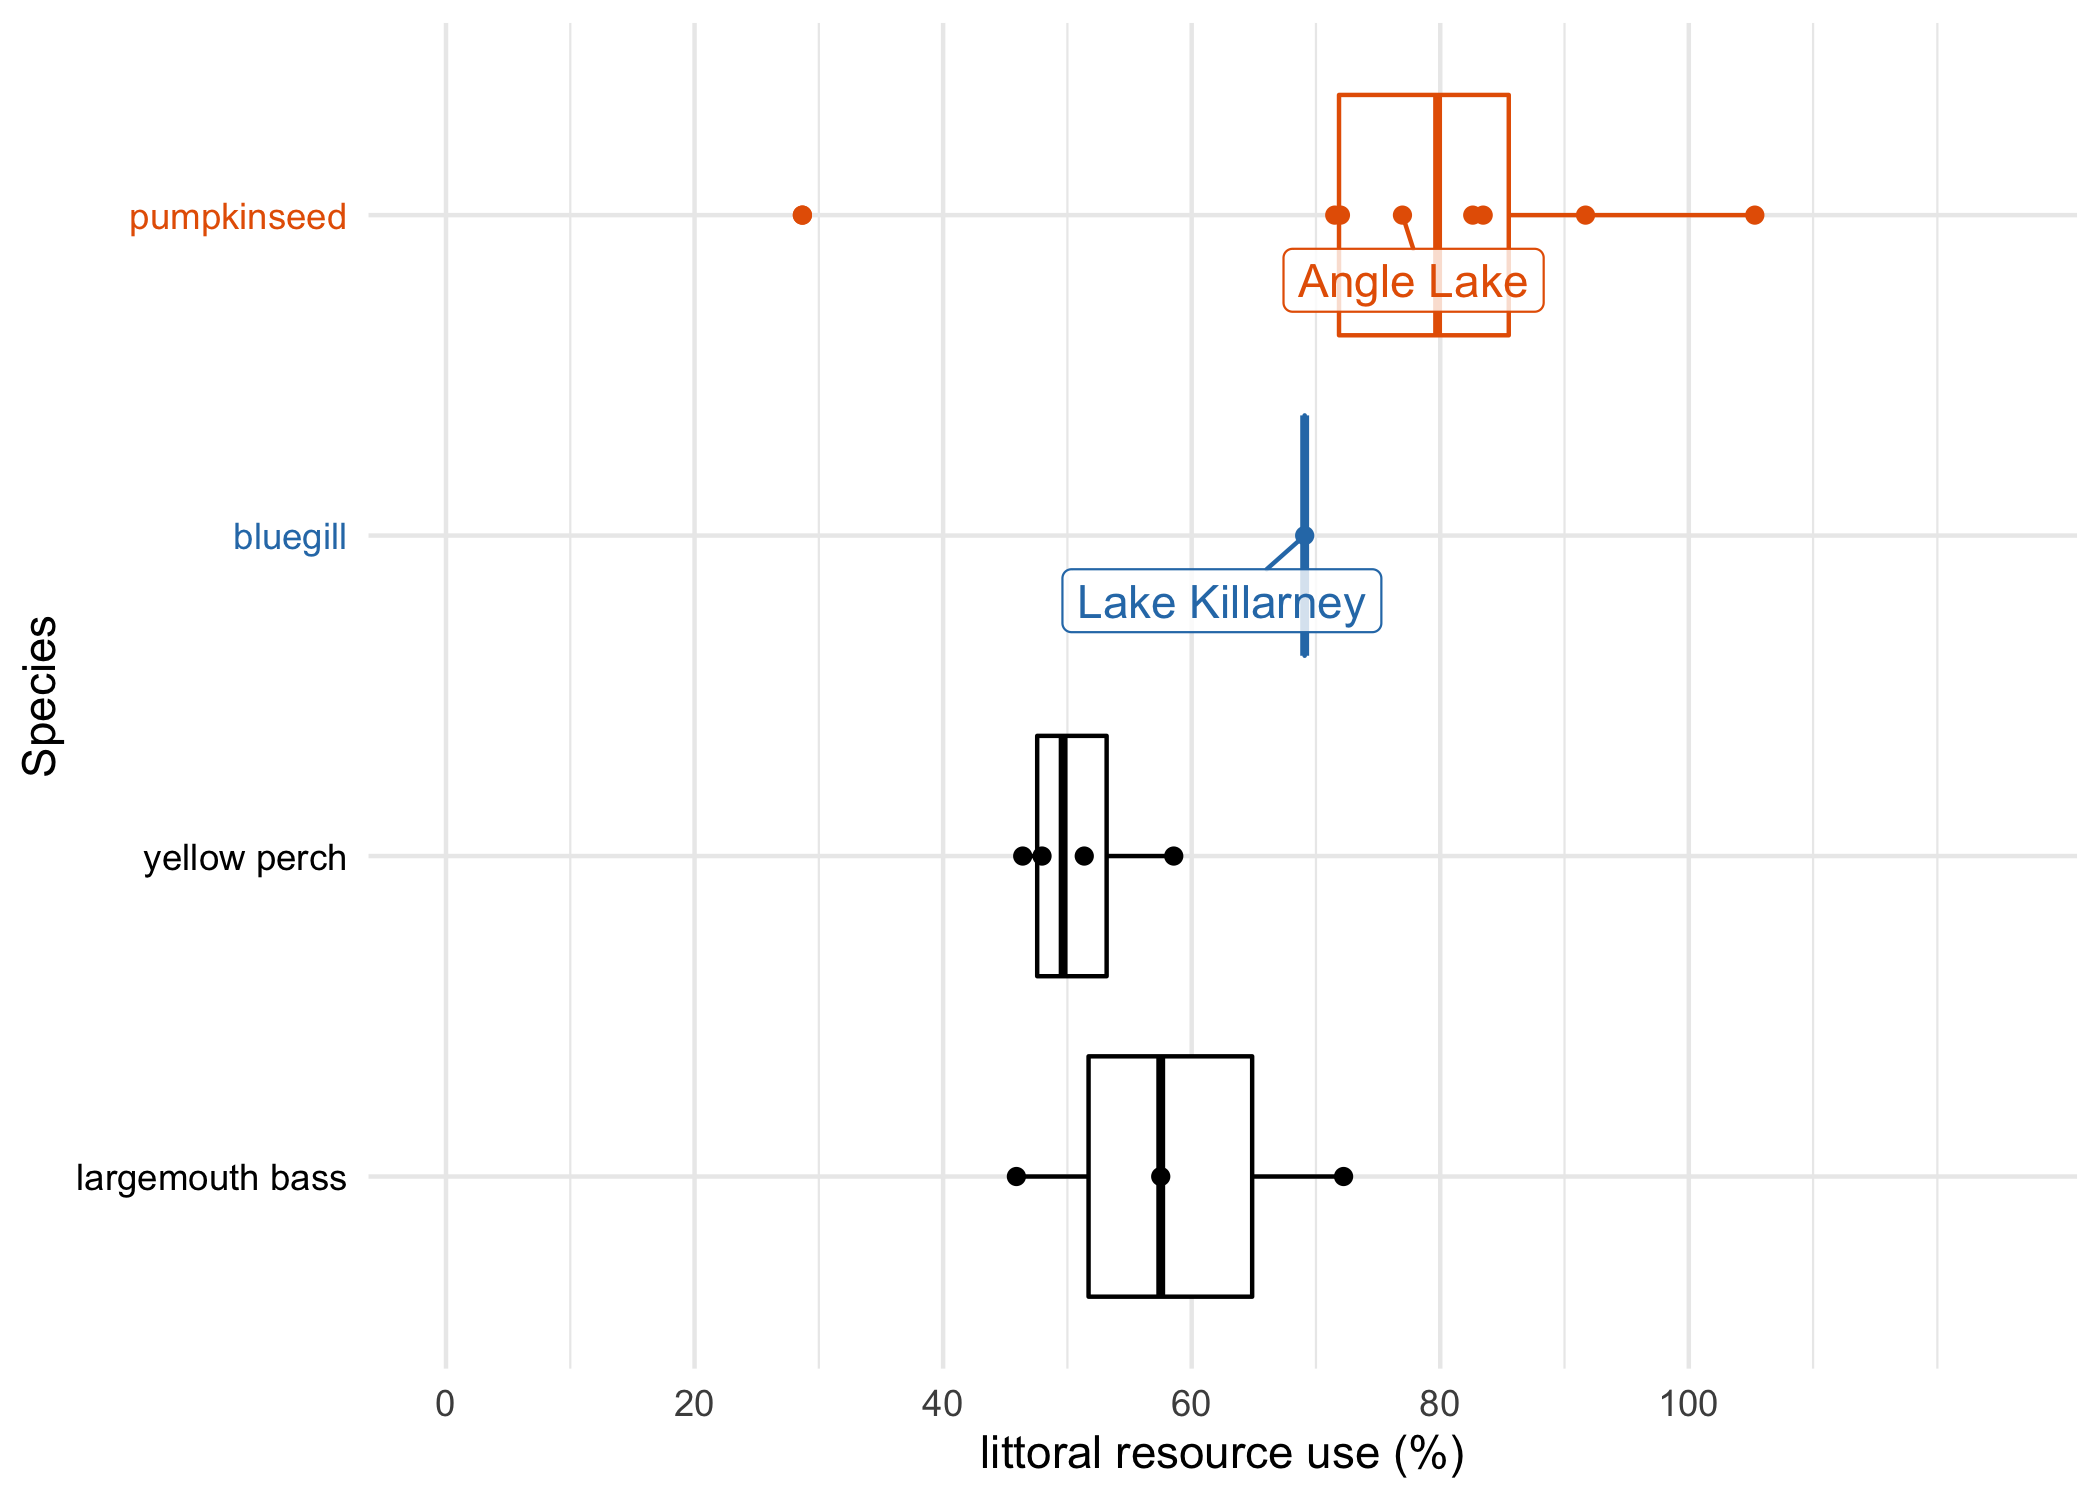 pumpkinseed
Angle Lake
bluegill
Lake Killarney
Species
yellow perch
largemouth bass
0 20 40 60 80 100
littoral resource use (%)